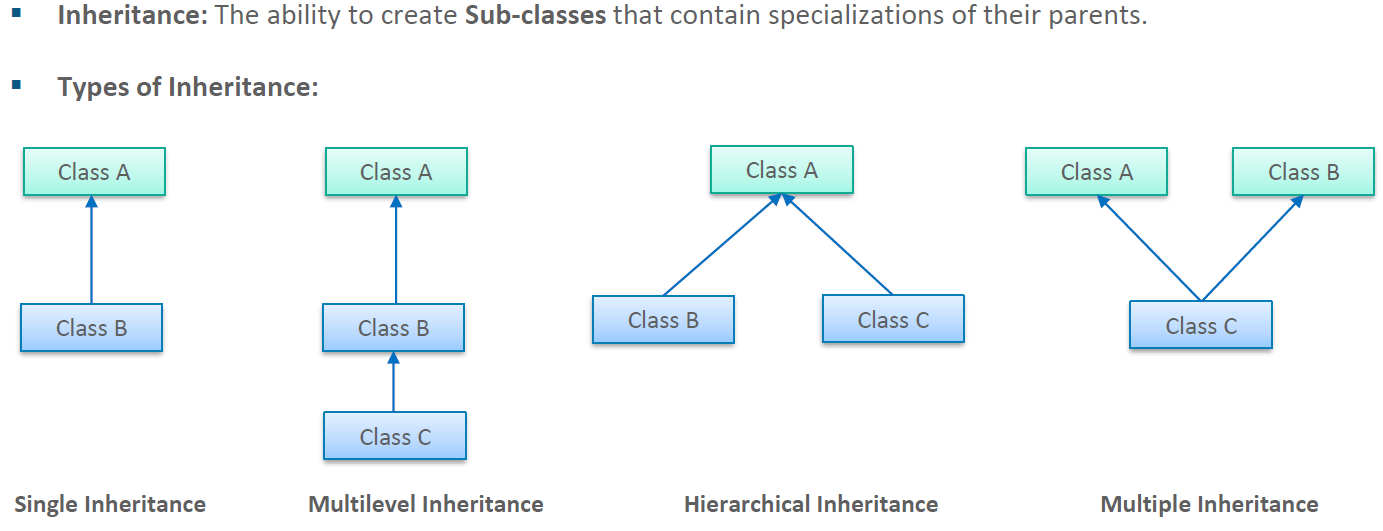 Inheritance: The ability to create Sub-classes that contain specializations of their parents.
Types of Inheritance:
Class A
Class B
Single Inheritance
Class A
Class B
Class C
Multilevel Inheritance
Class A
Class B
Class C
Hierarchical Inheritance
Class A
Class B
Class C
Multiple Inheritance